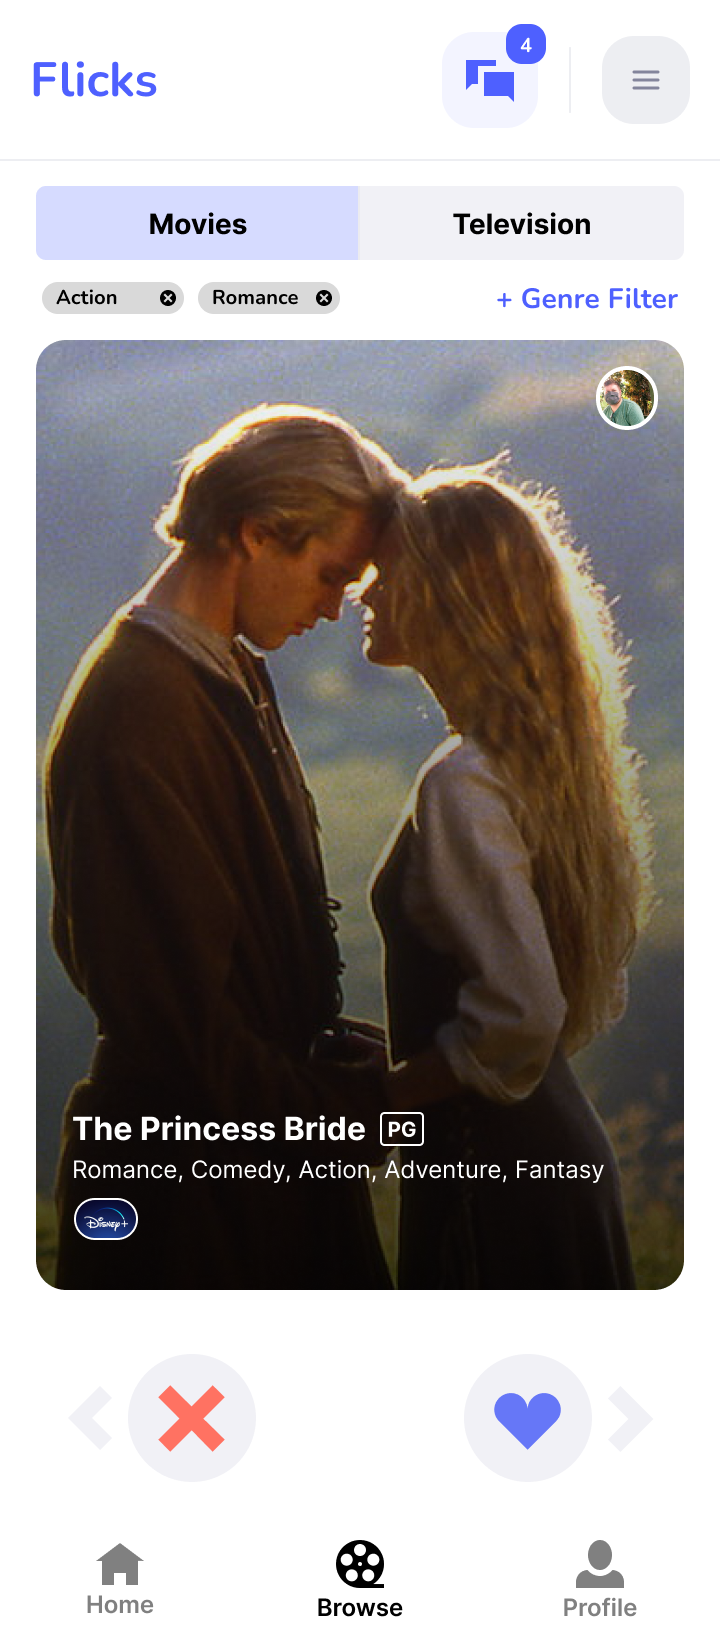 Flicks
4
Movies Television
Action Romance + Genre Filter
The Princess Bride PG
Romance, Comedy, Action, Adventure, Fantasy
Disney+
Home Browse Profile